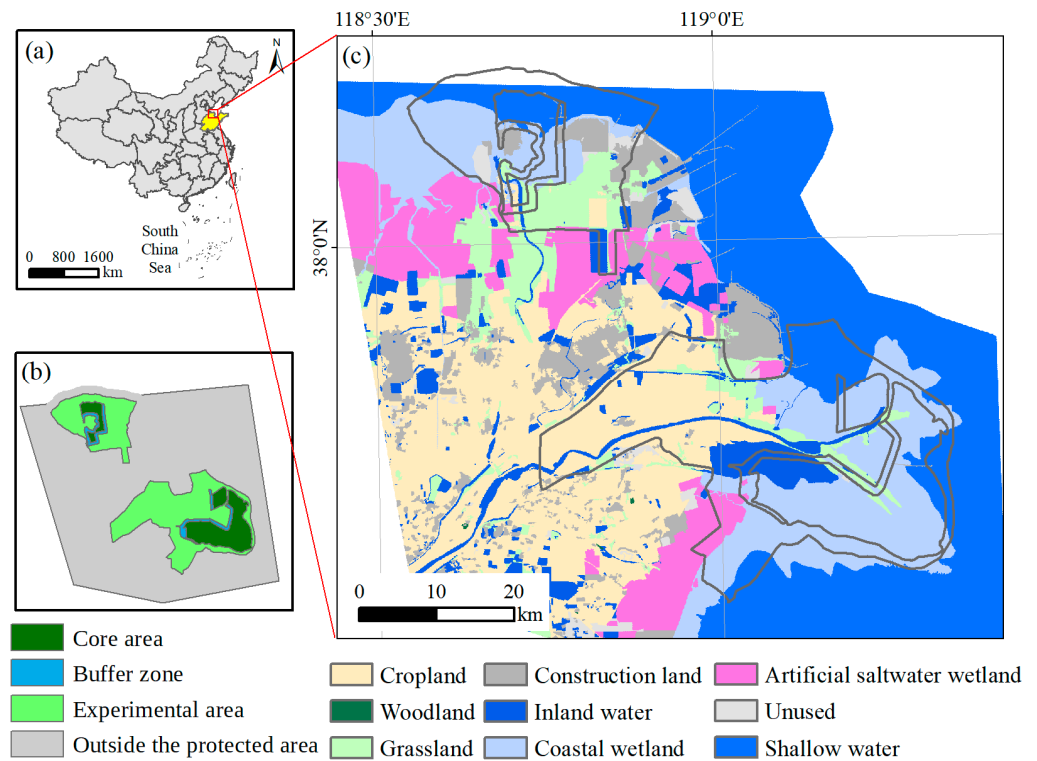 118°30'E
119°0'E
(a)
N
South
China
Sea
0 800 1600
km
(b)
(c)
38°0'N
0 10 20
km
Core area
Buffer zone
Experimental area
Outside the protected area
Cropland
Construction land
Artificial saltwater wetland
Woodland
Inland water
Unused
Grassland
Coastal wetland
Shallow water